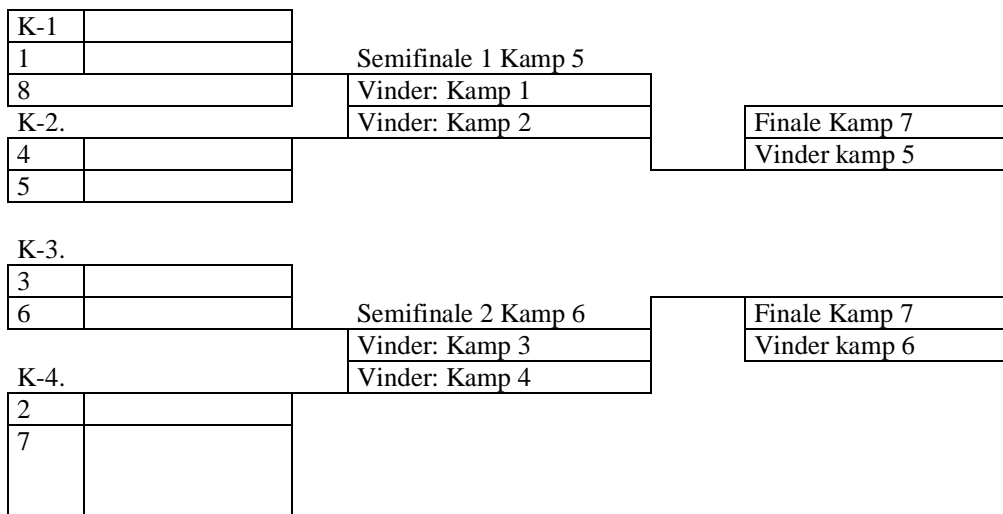 K-1
1 Semifinale 1 Kamp 5
8 Vinder: Kamp 1
K-2. Vinder: Kamp 2 Finale Kamp 7
4 Vinder kamp 5
5
K-3.
3
6 Semifinale 2 Kamp 6 Finale Kamp 7
Vinder: Kamp 3 Vinder kamp 6
K-4. Vinder: Kamp 4
2
7